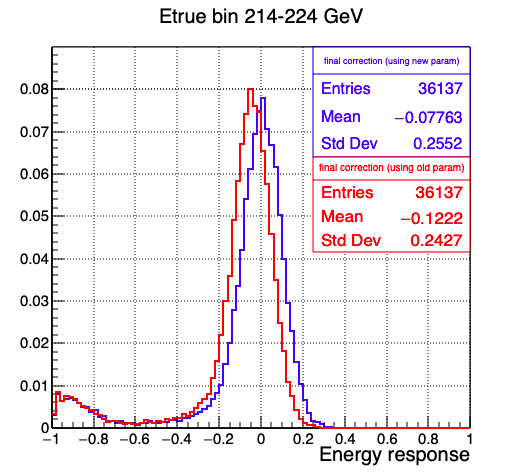 Etrue bin 214-224 GeV
final correction (using new param)
Entries 36137
Mean −0.07763
Std Dev 0.2552
final correction (using old param)
Entries 36137
Mean −0.1222
Std Dev 0.2427
0.08
0.07
0.06
0.05
0.04
0.03
0.02
0.01
0
−1 −0.8 −0.6 −0.4 −0.2 0 0.2 0.4 0.6 0.8 1
Energy response